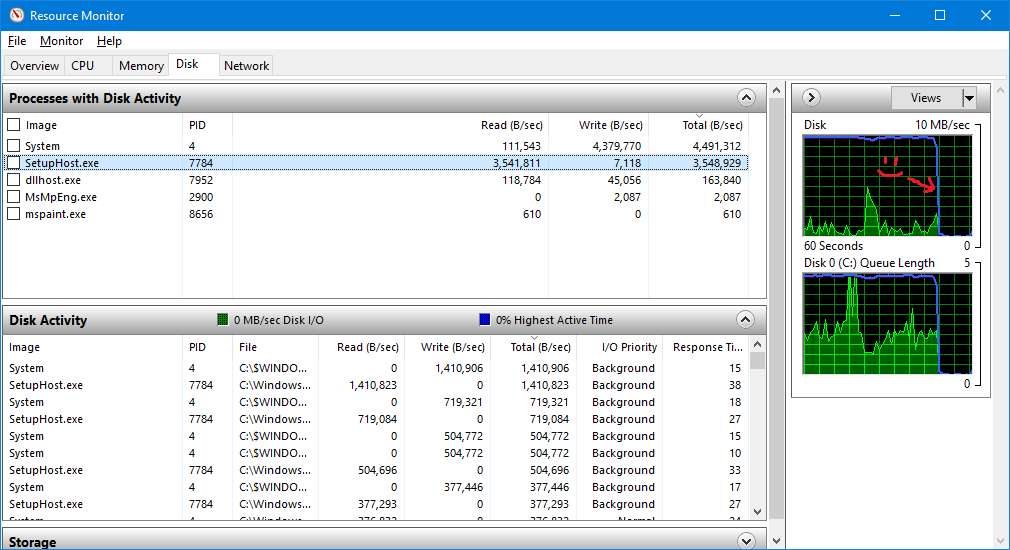 Resource Monitor
File Monitor Help
Overview CPU Memory Disk Network
Processes with Disk Activity
Image PID Read (B/sec) Write (B/sec) Total (B/sec)
System 4 111,543 4,379,770 4,491,312
SetupHost.exe 7784 3,541,811 7,118 3,548,929
dllhost.exe 7952 118,784 45,056 163,840
MsMpEng.exe 2900 0 2,087 2,087
mspaint.exe 8656 610 0 610
Disk Activity 0 MB/sec Disk I/O 0% Highest Active Time
Image PID File Read (B/sec) Write (B/sec) Total (B/sec) I/O Priority Response Ti...
System 4 C:\$WINDO... 0 1,410,906 1,410,906 Background 15
SetupHost.exe 7784 C:\Windows... 1,410,823 0 1,410,823 Background 38
System 4 C:\$WINDO... 0 719,321 719,321 Background 18
SetupHost.exe 7784 C:\Windows... 719,084 0 719,084 Background 27
System 4 C:\$WINDO... 0 504,772 504,772 Background 15
System 4 C:\$WINDO... 0 504,772 504,772 Background 10
SetupHost.exe 7784 C:\Windows... 504,696 0 504,696 Background 33
System 4 C:\$WINDO... 0 377,446 377,446 Background 17
SetupHost.exe 7784 C:\Windows... 377,293 0 377,293 Background 27
System 4 C:\$WINDO... 0 376,832 376,832 Normal 24
Storage
Views
Disk 10 MB/sec
60 Seconds 0
Disk 0 (C:) Queue Length 5
0